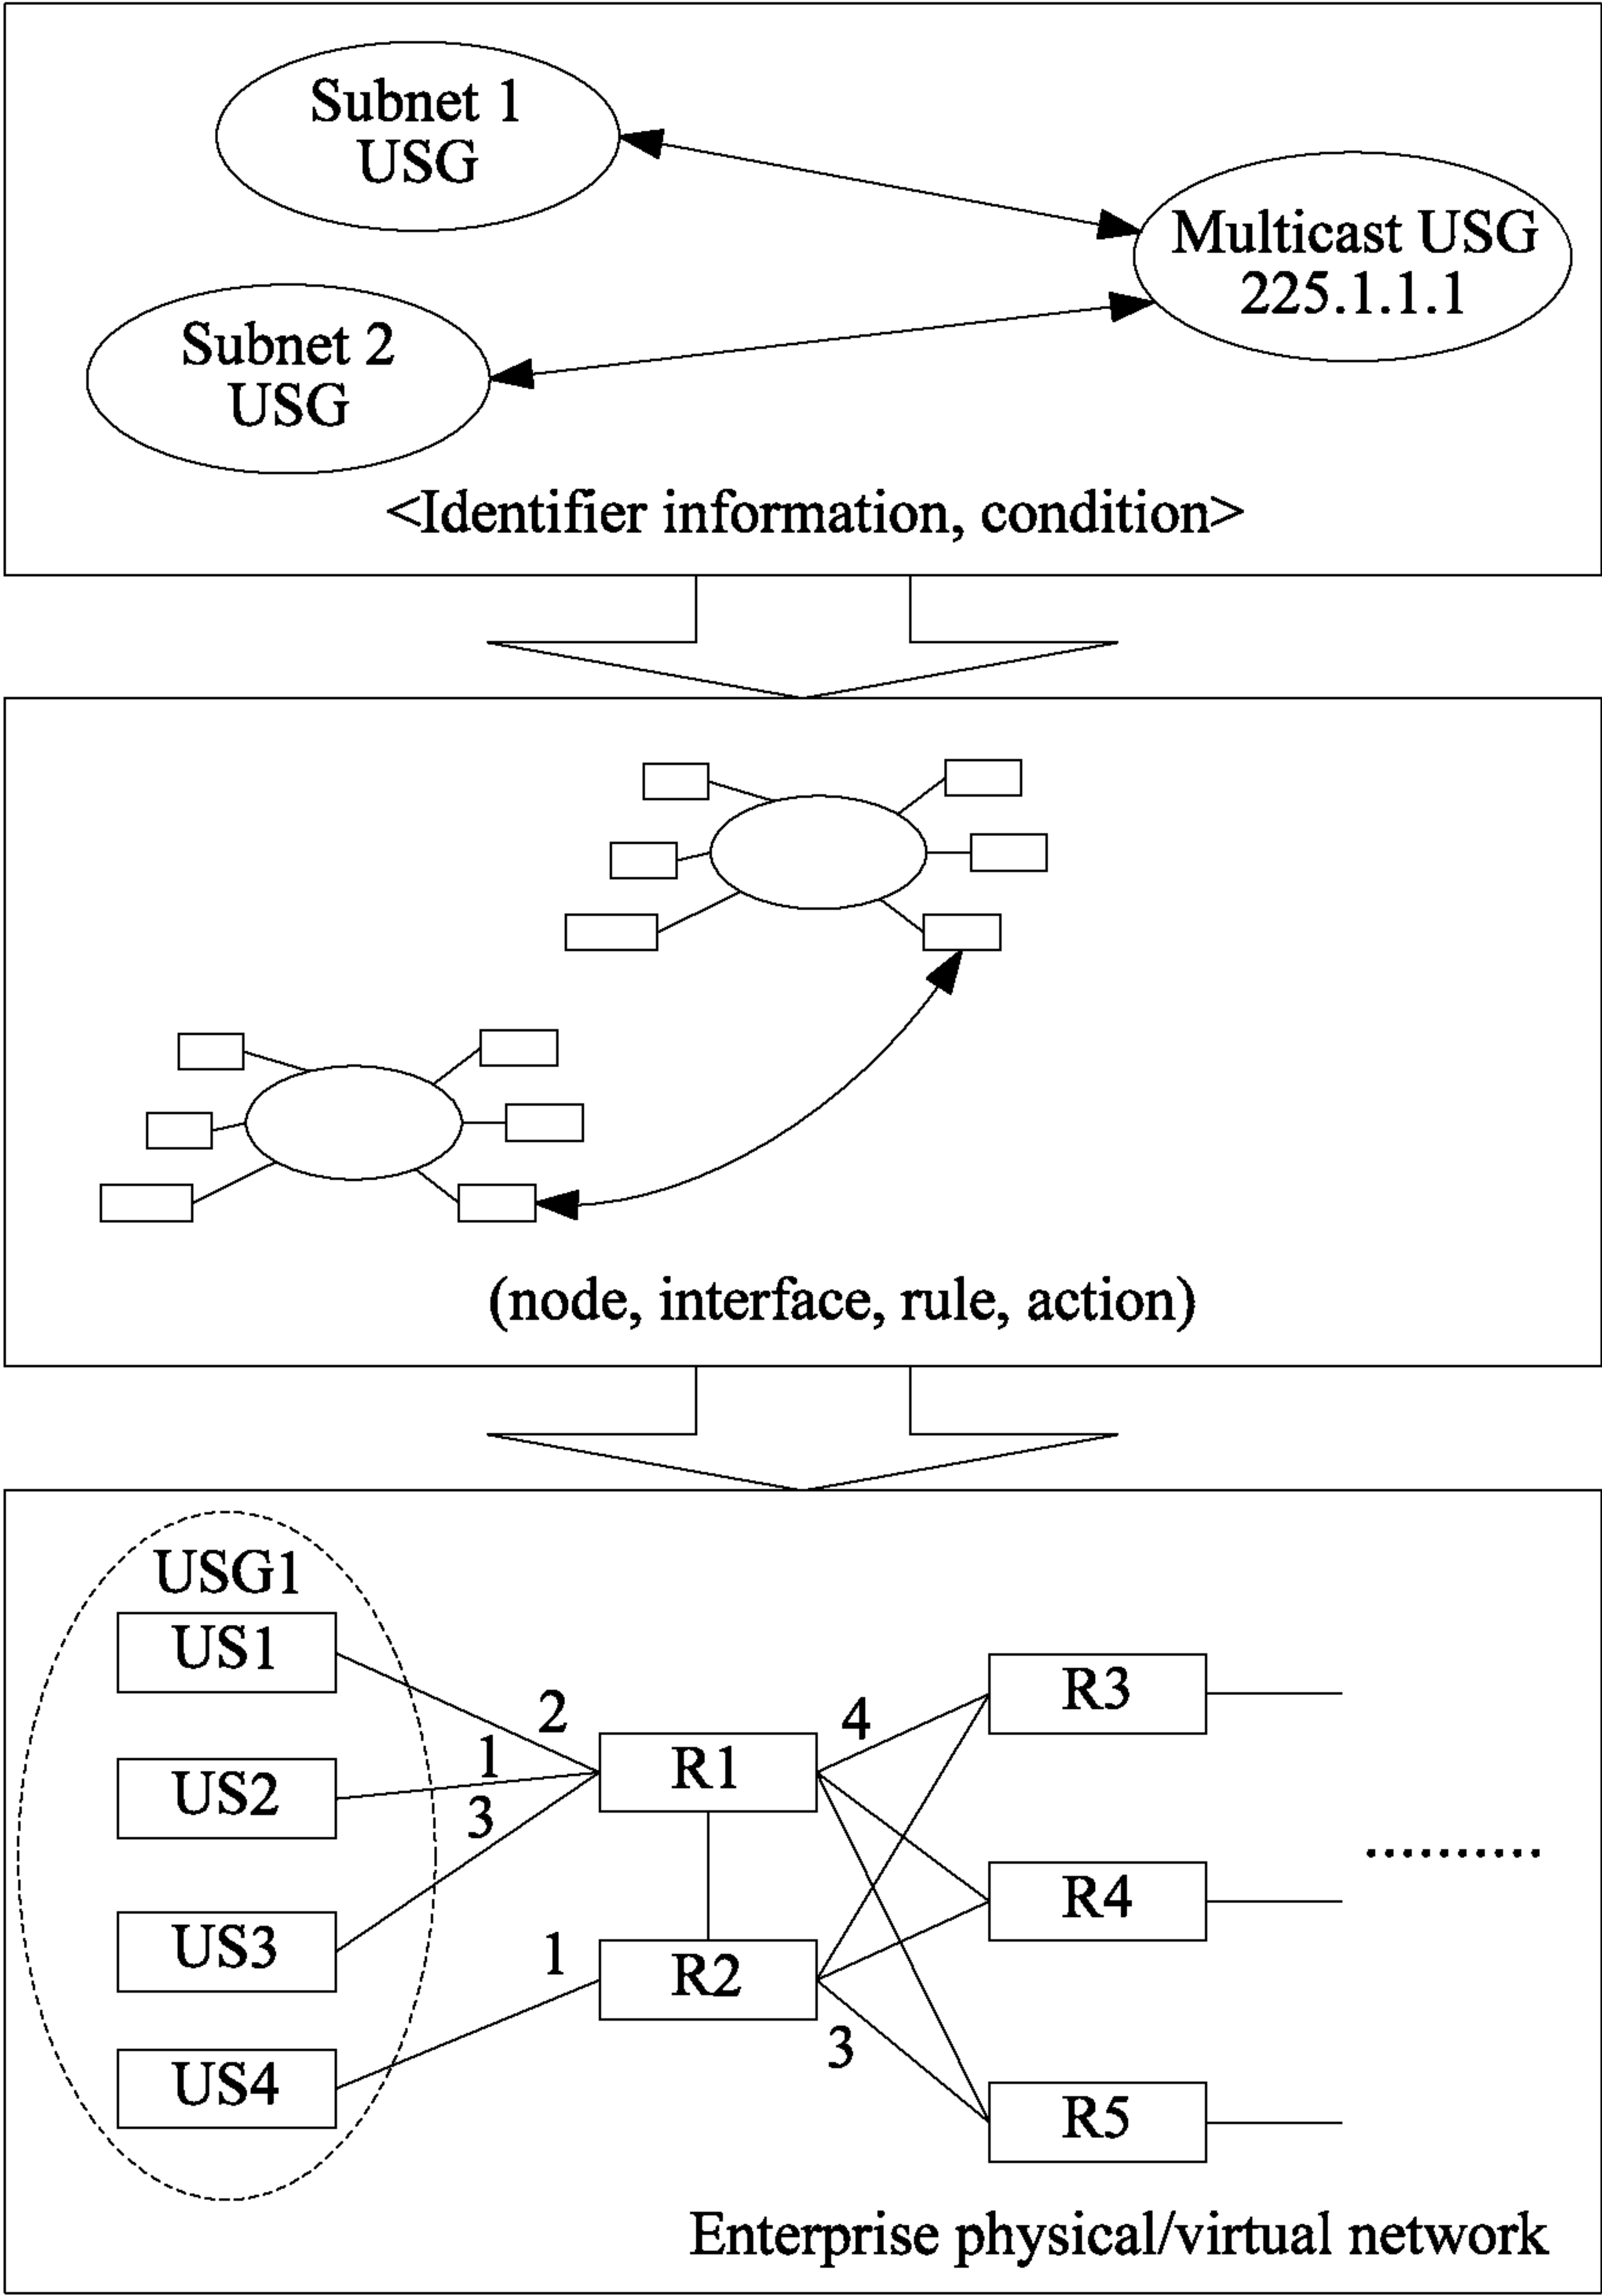 Subnet 1
USG
Multicast USG
225.1.1.1
Subnet 2
USG
<Identifier information, condition>
(node, interface, rule, action)
USG1
US1
US2
US3
US4
2
1
3
1
R1
R2
4
3
R3
R4
R5
..........
Enterprise physical/virtual network